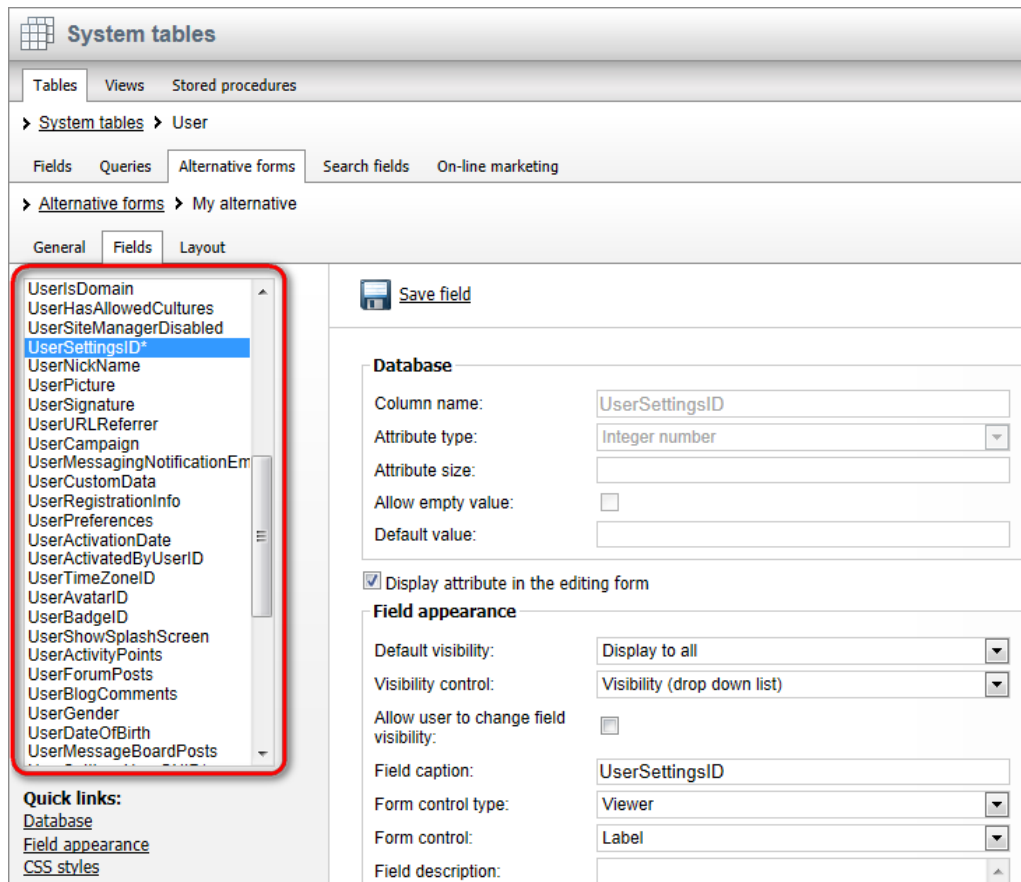 System tables
Tables Views Stored procedures
System tables User
Fields Queries Alternative forms Search fields On-line marketing
Alternative forms My alternative
General Fields Layout
UserIsDomain
UserHasAllowedCultures
UserSiteManagerDisabled
UserSettingsID*
UserNickName
UserPicture
UserSignature
UserURLReferrer
UserCampaign
UserMessagingNotificationEm
UserCustomData
UserRegistrationInfo
UserPreferences
UserActivationDate
UserActivatedByUserID
UserTimeZoneID
UserAvatarID
UserBadgeID
UserShowSplashScreen
UserActivityPoints
UserForumPosts
UserBlogComments
UserGender
UserDateOfBirth
UserMessageBoardPosts
Quick links:
Database
Field appearance
CSS styles
Save field
Database
Column name: UserSettingsID
Attribute type: Integer number
Attribute size:
Allow empty value:
Default value:
Display attribute in the editing form
Field appearance
Default visibility: Display to all
Visibility control: Visibility (drop down list)
Allow user to change field
visibility:
Field caption: UserSettingsID
Form control type: Viewer
Form control: Label
Field description: